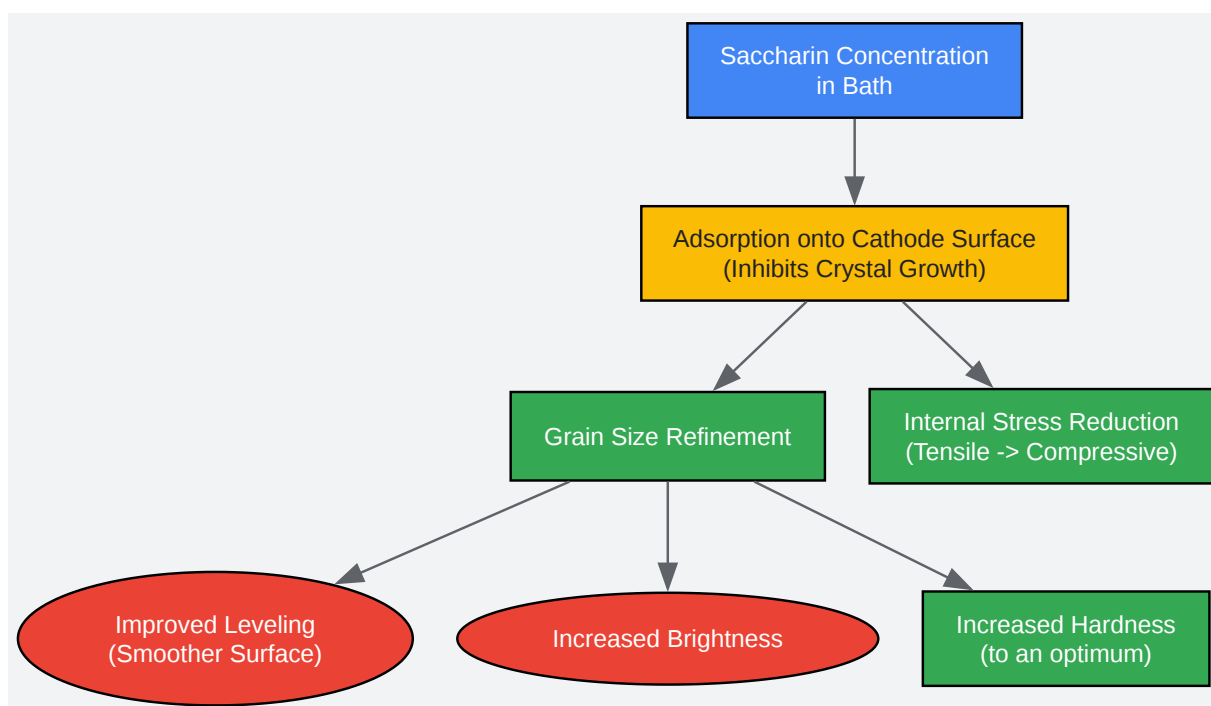 Saccharin Concentration
in Bath
Adsorption onto Cathode Surface
(Inhibits Crystal Growth)
Grain Size Refinement
Internal Stress Reduction
(Tensile -> Compressive)
Improved Leveling
(Smoother Surface)
Increased Brightness
Increased Hardness
(to an optimum)